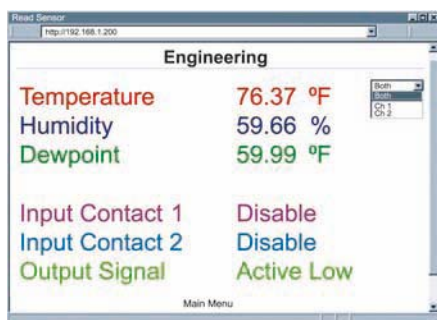 Read Sensor
http://192.168.1.200
Engineering
Temperature 76.37 ºF
Humidity 59.66 %
Dewpoint 59.99 ºF
Both
Both
Ch 1
Ch 2
Input Contact 1 Disable
Input Contact 2 Disable
Output Signal Active Low
Main Menu